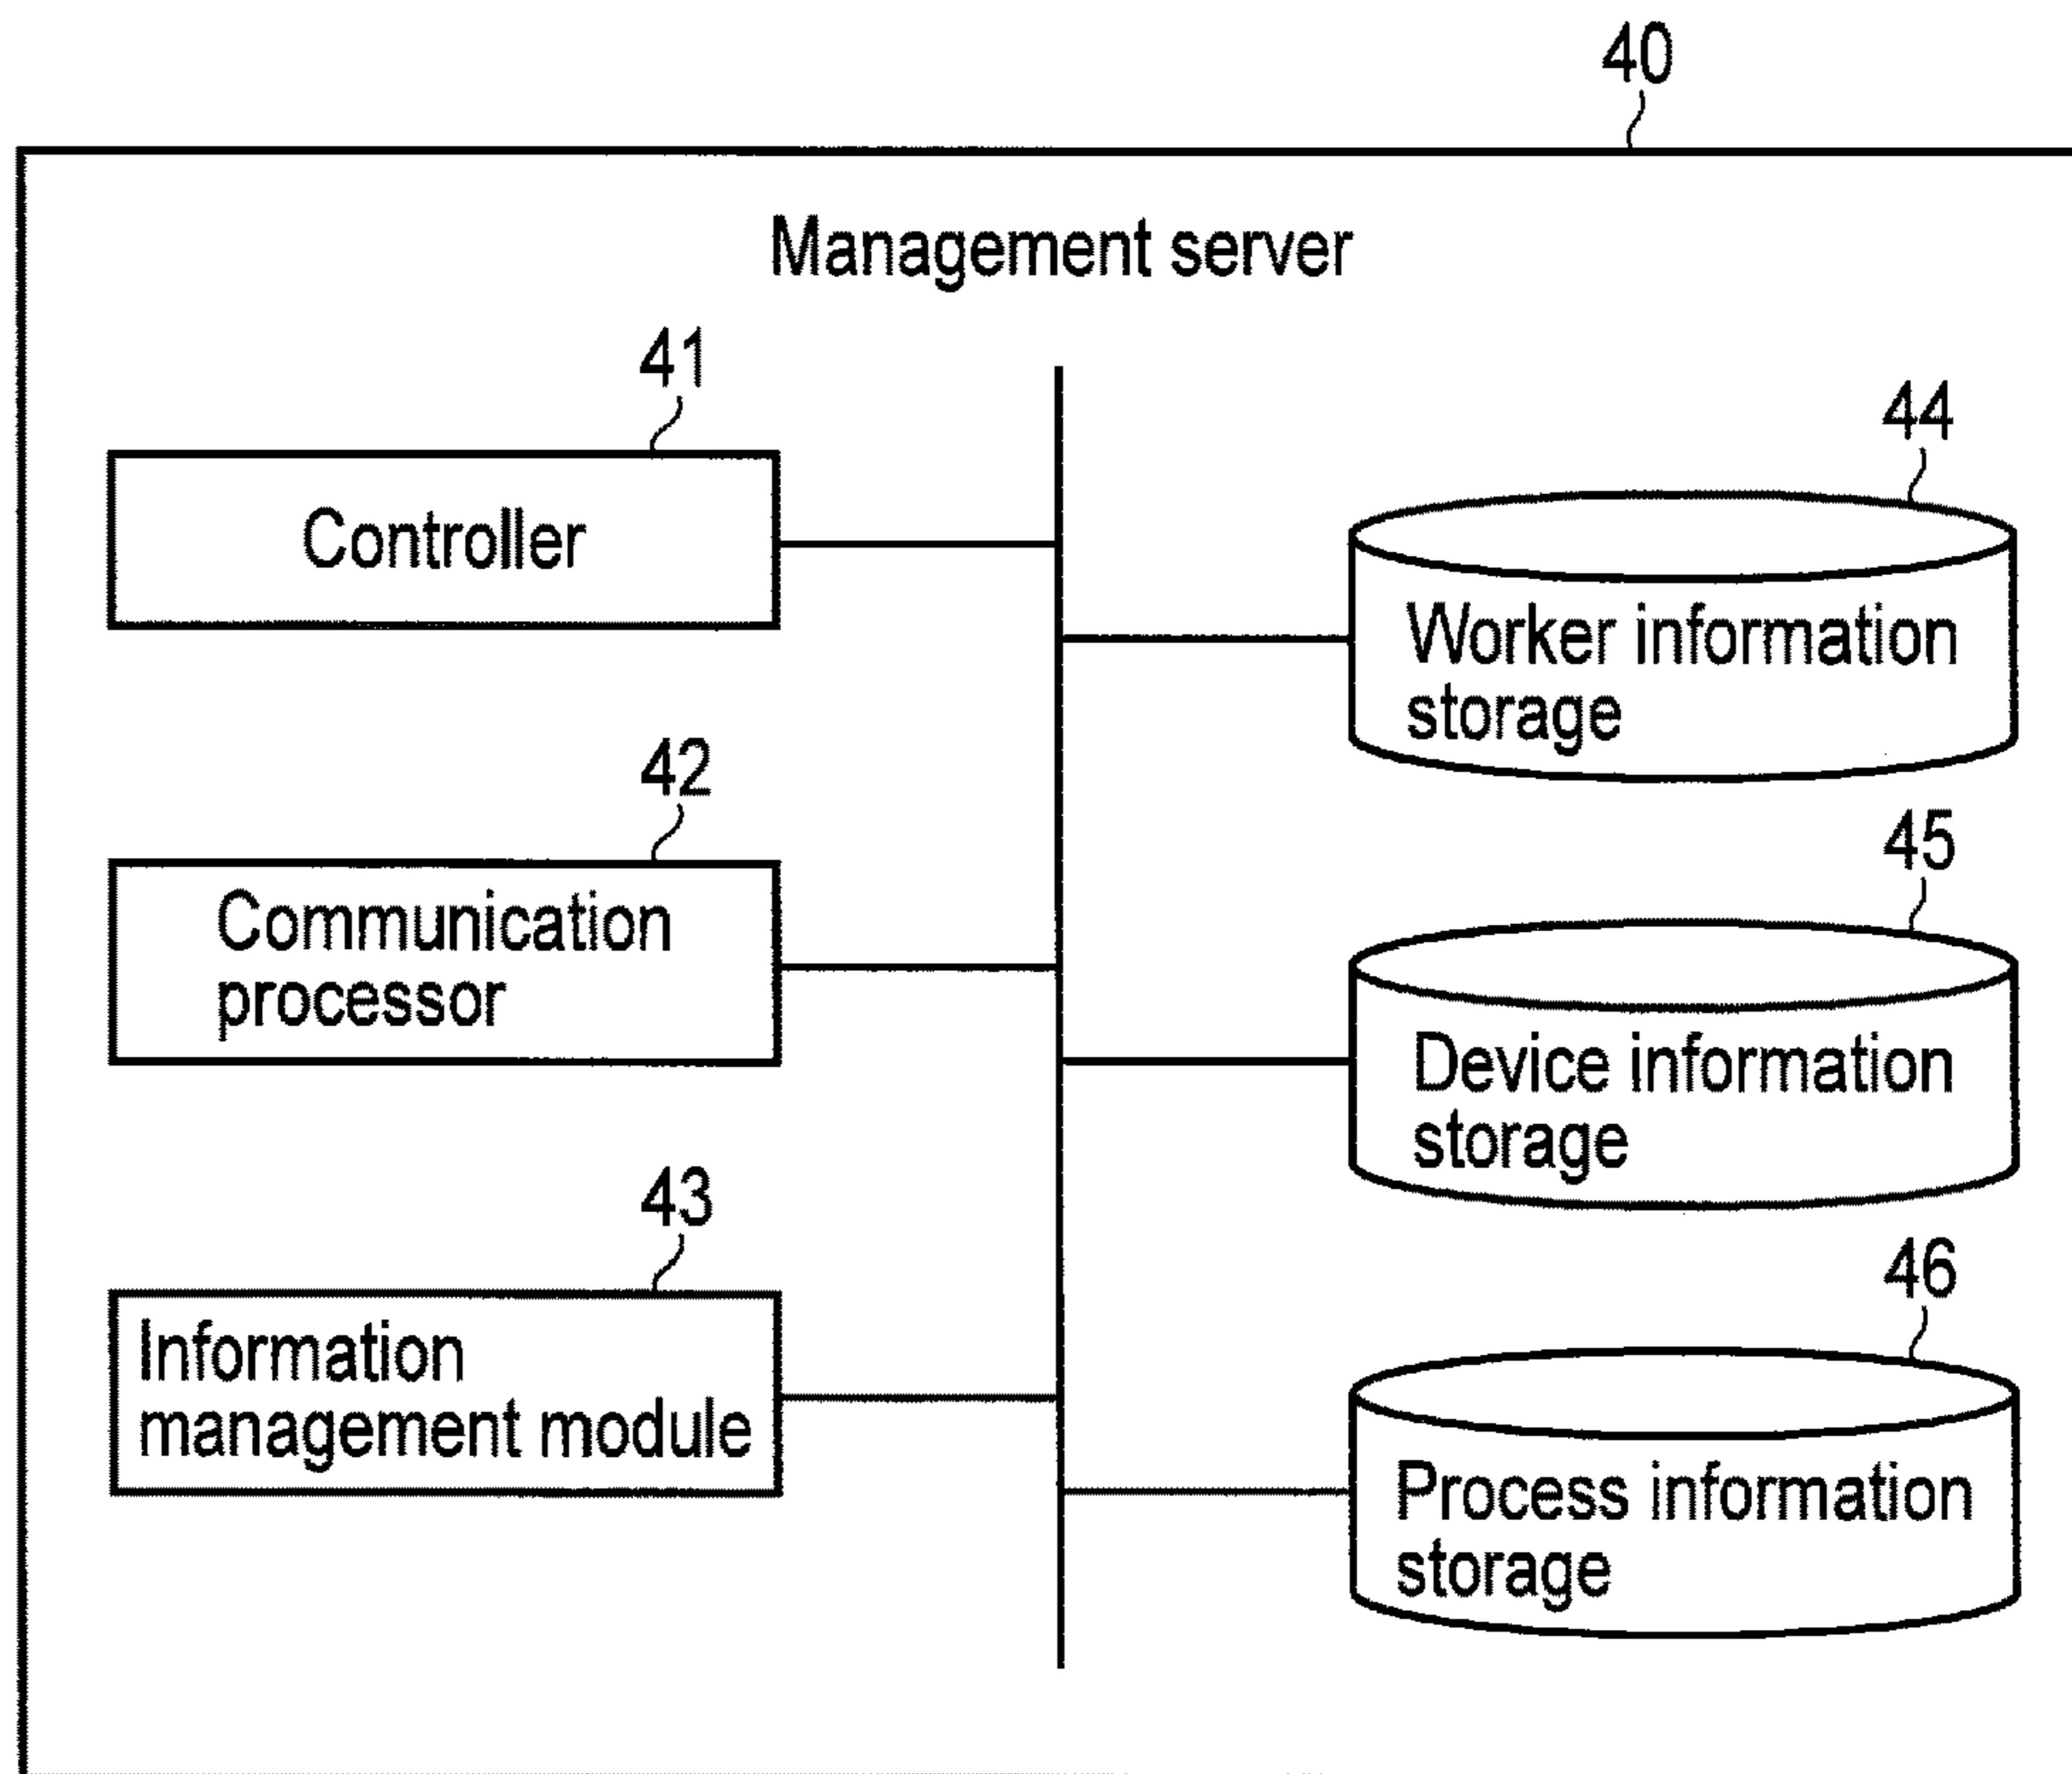 40
Management server
41
Controller
42
Communication
processor
43
Information
management module
44
Worker information
storage
45
Device information
storage
46
Process information
storage